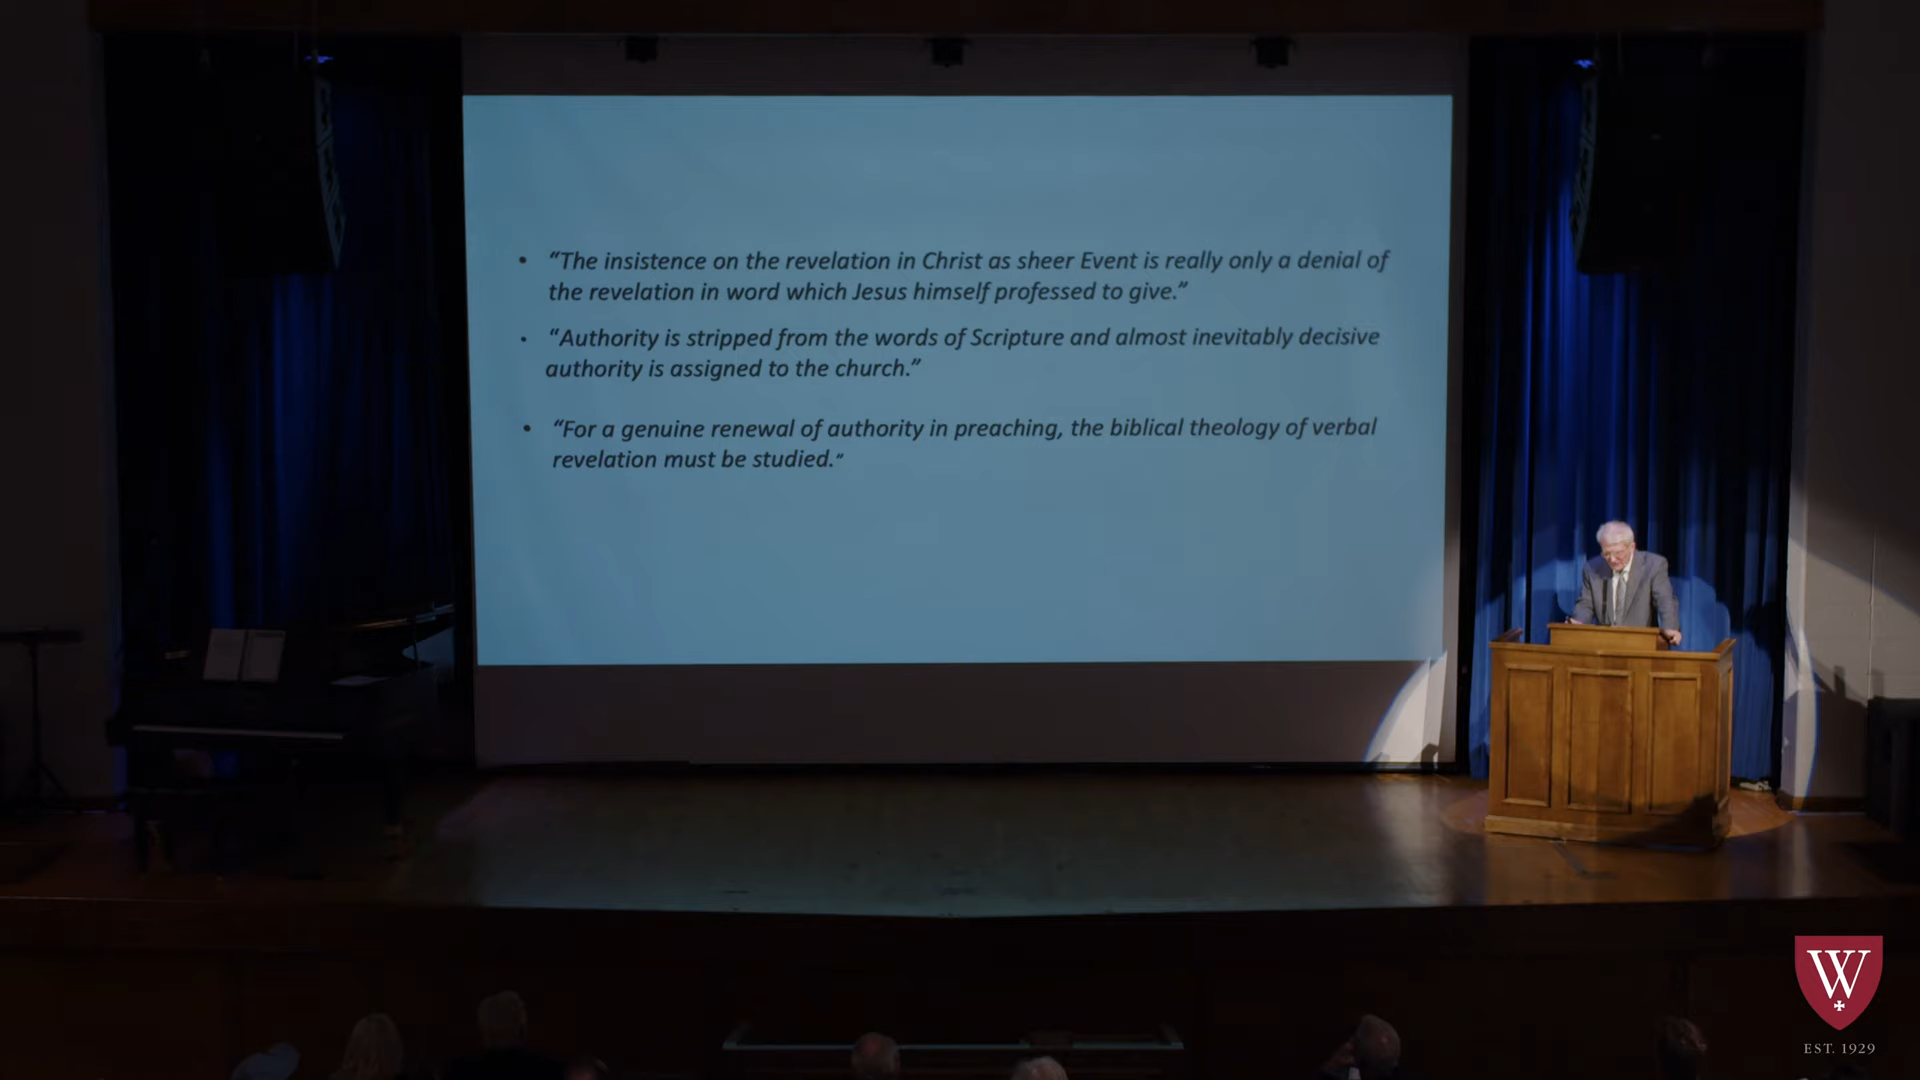 • “The insistence on the revelation in Christ as sheer Event is really only a denial of
the revelation in word which Jesus himself professed to give.”
• “Authority is stripped from the words of Scripture and almost inevitably decisive
authority is assigned to the church.”
• “For a genuine renewal of authority in preaching, the biblical theology of verbal
revelation must be studied.”
W
EST. 1929